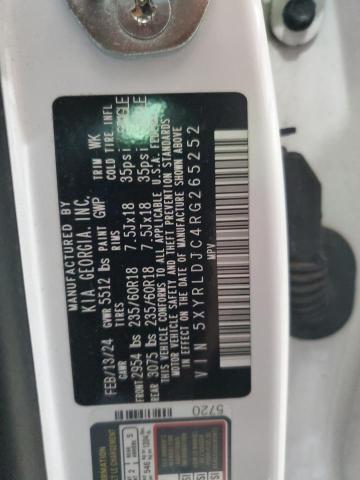 MANUFACTURED BY
KIA GEORGIA, INC.
FEB/13/24 GVWR 5512 lbs PAINT GWP TRIM WK
GAWR TIRES RIMS COLD TIRE INFL
FRONT 2954 lbs 235/60R18 7.5Jx18 35psi
REAR 3075 lbs 235/60R18 7.5Jx18 35psi
THIS VEHICLE CONFORMS TO ALL APPLICABLE U.S.A. FEDERAL
MOTOR VEHICLE SAFETY AND THEFT PREVENTION STANDARDS
IN EFFECT ON THE DATE OF MANUFACTURE SHOWN ABOVE
VIN 5XYRLDJC4RG265252
MPV
5720